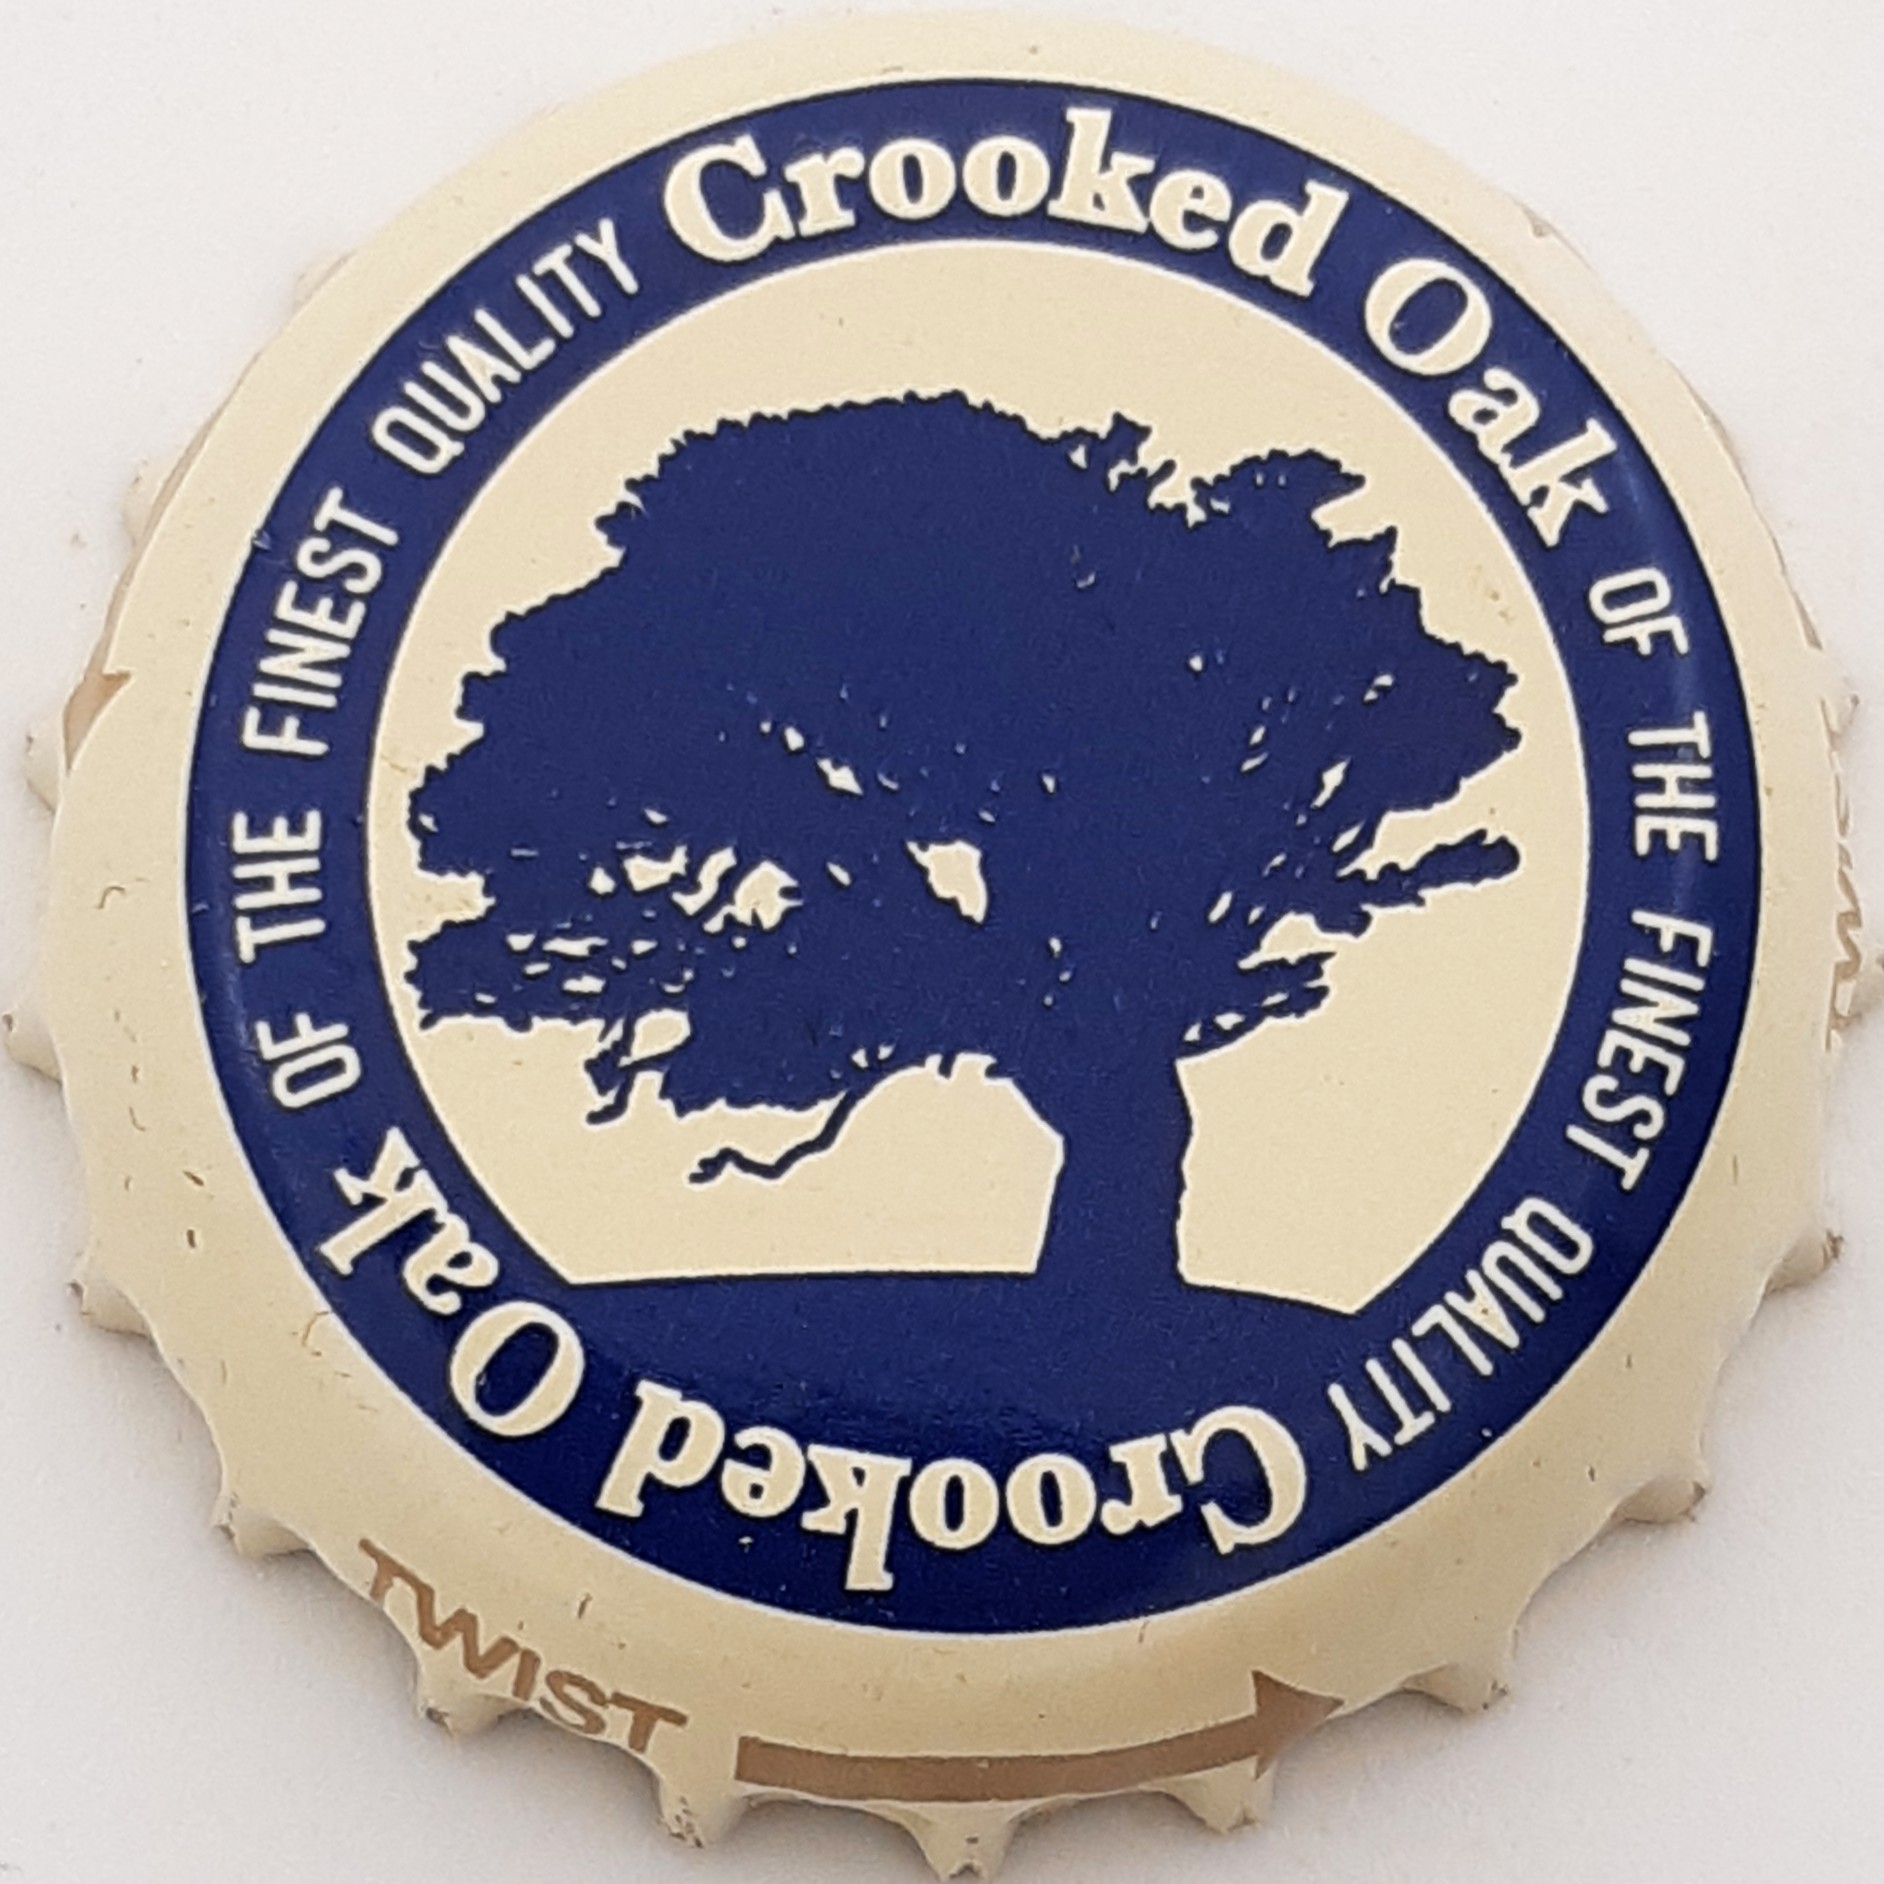 Crooked Oak
OF THE FINEST QUALITY
Crooked Oak
OF THE FINEST QUALITY
TWIST